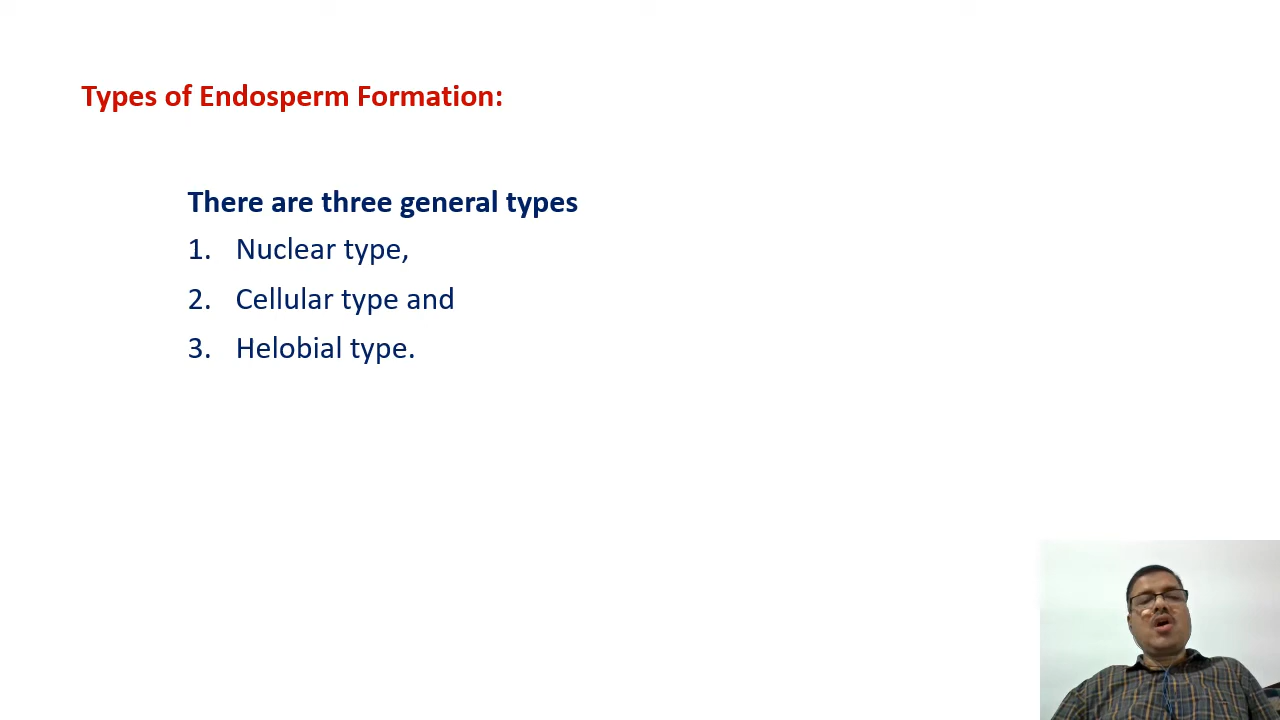 Types of Endosperm Formation:
There are three general types
1. Nuclear type,
2. Cellular type and
3. Helobial type.